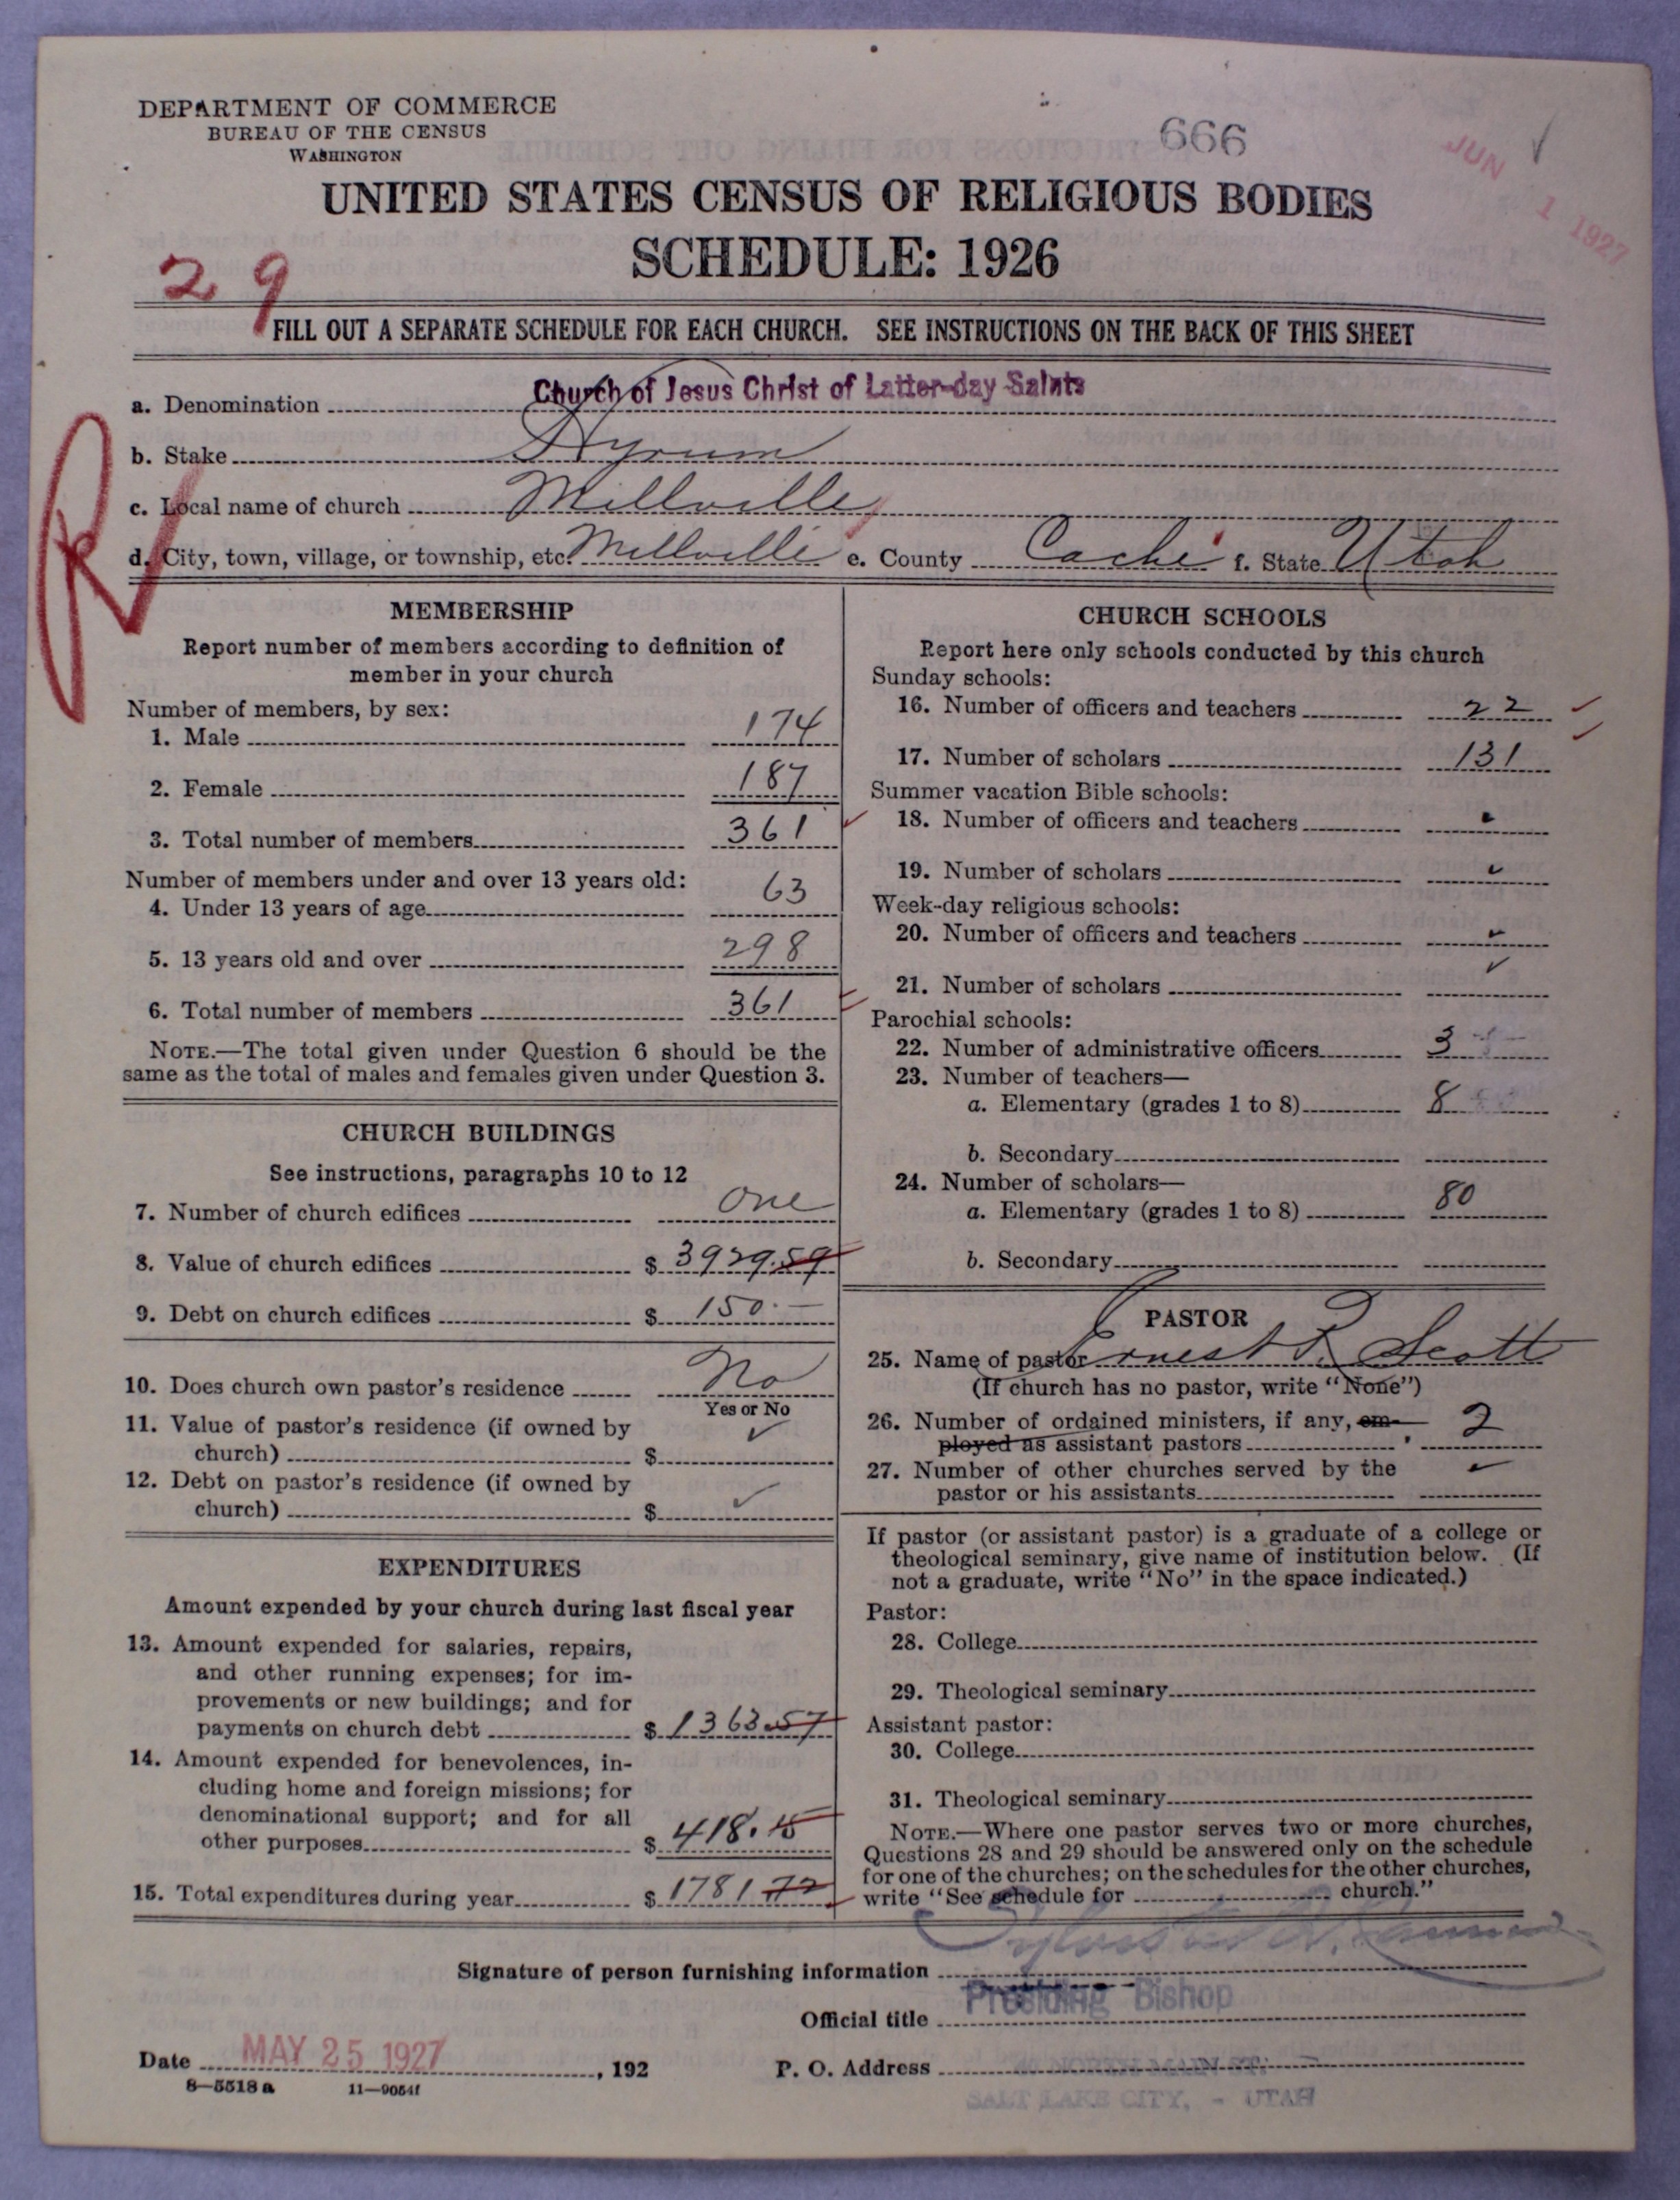 DEPARTMENT OF COMMERCE
BUREAU OF THE CENSUS
WASHINGTON
666
JUN 1 1927
UNITED STATES CENSUS OF RELIGIOUS BODIES
SCHEDULE: 1926
29
FILL OUT A SEPARATE SCHEDULE FOR EACH CHURCH. SEE INSTRUCTIONS ON THE BACK OF THIS SHEET
R
a. Denomination Church of Jesus Christ of Latter-day Saints
b. Stake Hyrum
c. Local name of church Millville
d. City, town, village, or township, etc. Millville e. County Cache f. State Utah
MEMBERSHIP
Report number of members according to definition of
member in your church
Number of members, by sex:
1. Male 174
2. Female 187
3. Total number of members 361
Number of members under and over 13 years old:
4. Under 13 years of age 63
5. 13 years old and over 298
6. Total number of members 361
NOTE.—The total given under Question 6 should be the
same as the total of males and females given under Question 3.
CHURCH BUILDINGS
See instructions, paragraphs 10 to 12
7. Number of church edifices one
8. Value of church edifices $ 3929.59
9. Debt on church edifices $ 150.—
10. Does church own pastor's residence No
Yes or No
11. Value of pastor's residence (if owned by
church) $
12. Debt on pastor's residence (if owned by
church) $
EXPENDITURES
Amount expended by your church during last fiscal year
13. Amount expended for salaries, repairs,
and other running expenses; for im-
provements or new buildings; and for
payments on church debt $ 1363.57
14. Amount expended for benevolences, in-
cluding home and foreign missions; for
denominational support; and for all
other purposes $ 418.15
15. Total expenditures during year $ 1781.72
CHURCH SCHOOLS
Report here only schools conducted by this church
Sunday schools:
16. Number of officers and teachers 22
17. Number of scholars 131
Summer vacation Bible schools:
18. Number of officers and teachers
19. Number of scholars
Week-day religious schools:
20. Number of officers and teachers
21. Number of scholars
Parochial schools:
22. Number of administrative officers 3
23. Number of teachers—
a. Elementary (grades 1 to 8) 8
b. Secondary
24. Number of scholars—
a. Elementary (grades 1 to 8) 80
b. Secondary
PASTOR
25. Name of pastor Ernest Scott
(If church has no pastor, write "None")
26. Number of ordained ministers, if any, em-
ployed as assistant pastors 2
27. Number of other churches served by the
pastor or his assistants
If pastor (or assistant pastor) is a graduate of a college or
theological seminary, give name of institution below. (If
not a graduate, write "No" in the space indicated.)
Pastor:
28. College
29. Theological seminary
Assistant pastor:
30. College
31. Theological seminary
NOTE.—Where one pastor serves two or more churches,
Questions 28 and 29 should be answered only on the schedule
for one of the churches; on the schedules for the other churches,
write "See schedule for church."
Signature of person furnishing information
Official title Presiding Bishop
Date MAY 25 1927, 192
P. O. Address NORTH MAIN ST.
SALT LAKE CITY, - UTAH
8—5518 a 11—9054f